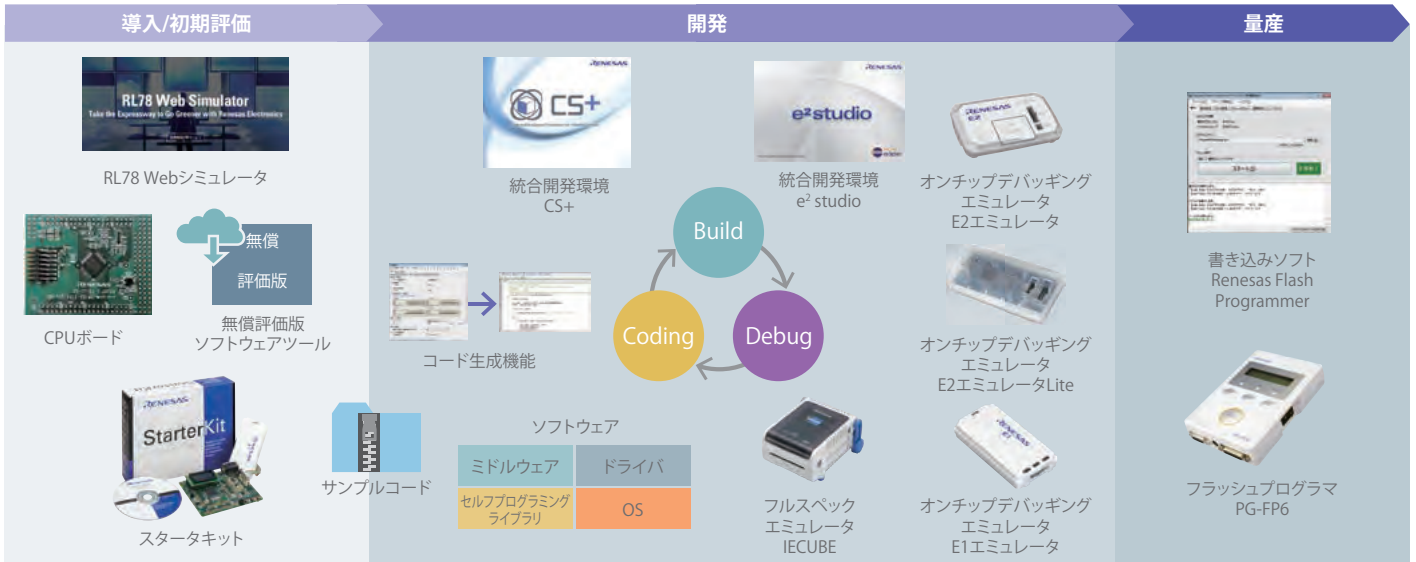 導入/初期評価
開発
量産
RL78 Web Simulator
Take the Expressway to Go Greener with Renesas Electronics
RL78 Webシミュレータ
CPUボード
無償
評価版
無償評価版
ソフトウェアツール
RENESAS
StarterKit
スタータキット
サンプルコード
RENESAS
CS+
統合開発環境
CS+
RENESAS
e² studio
統合開発環境
e² studio
コード生成機能
Build
Coding
Debug
ソフトウェア
ミドルウェア
ドライバ
セルフプログラミング
ライブラリ
OS
RENESAS
E2
オンチップデバッギング
エミュレータ
E2エミュレータ
オンチップデバッギング
エミュレータ
E2エミュレータLite
フルスペック
エミュレータ
IECUBE
RENESAS
E1
オンチップデバッギング
エミュレータ
E1エミュレータ
書き込みソフト
Renesas Flash
Programmer
フラッシュプログラマ
PG-FP6